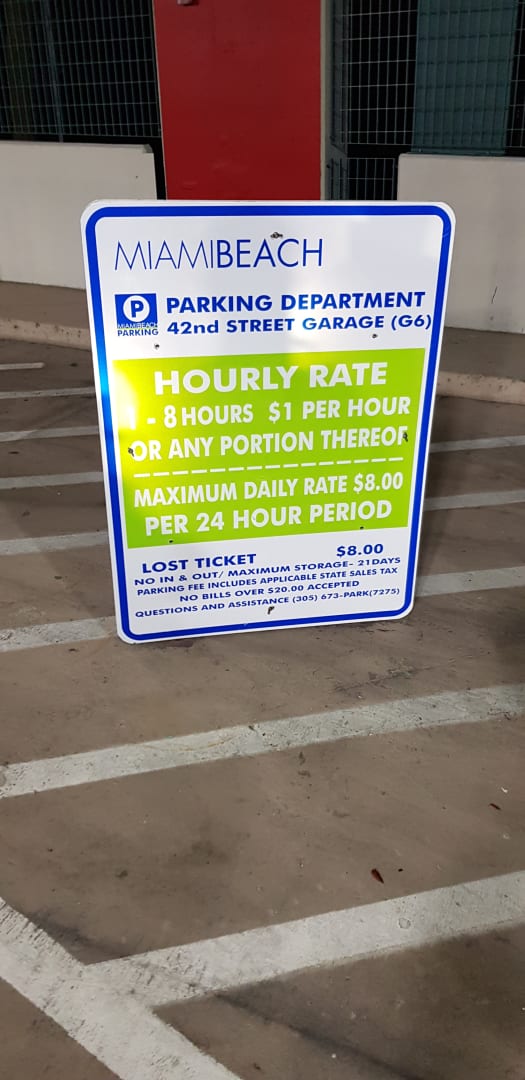 MIAMIBEACH
P
MIAMIBEACH
PARKING
PARKING DEPARTMENT
42nd STREET GARAGE (G6)
HOURLY RATE
1 - 8 HOURS $1 PER HOUR
OR ANY PORTION THEREOF
MAXIMUM DAILY RATE $8.00
PER 24 HOUR PERIOD
LOST TICKET $8.00
NO IN & OUT/ MAXIMUM STORAGE- 21DAYS
PARKING FEE INCLUDES APPLICABLE STATE SALES TAX
NO BILLS OVER $20.00 ACCEPTED
QUESTIONS AND ASSISTANCE (305) 673-PARK(7275)